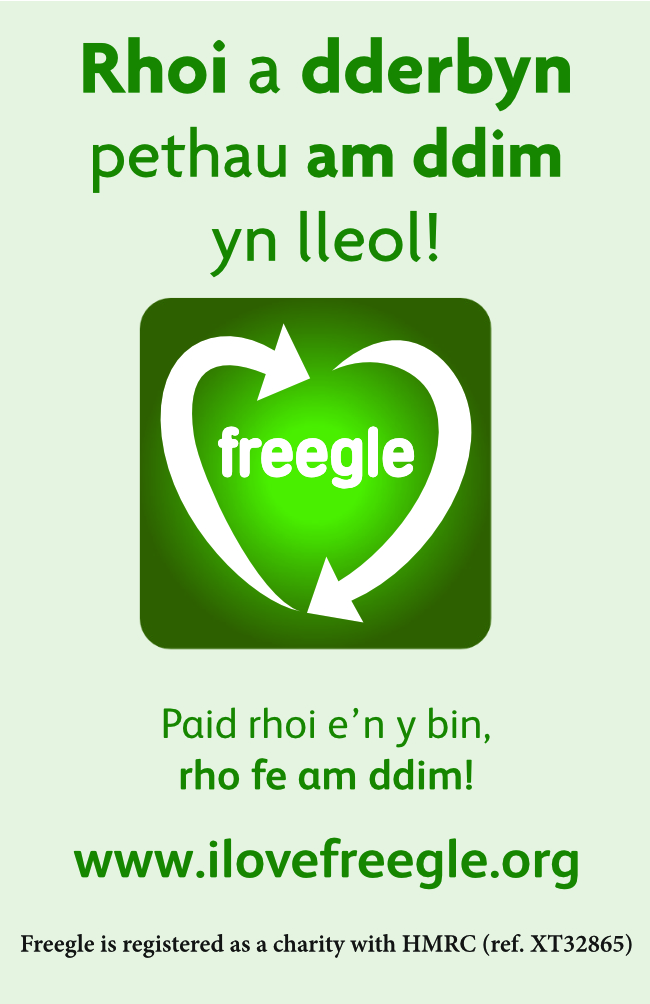 Rhoi a dderbyn
pethau am ddim
yn lleol!
freegle
Paid rhoi e’n y bin,
rho fe am ddim!
www.ilovefreegle.org
Freegle is registered as a charity with HMRC (ref. XT32865)